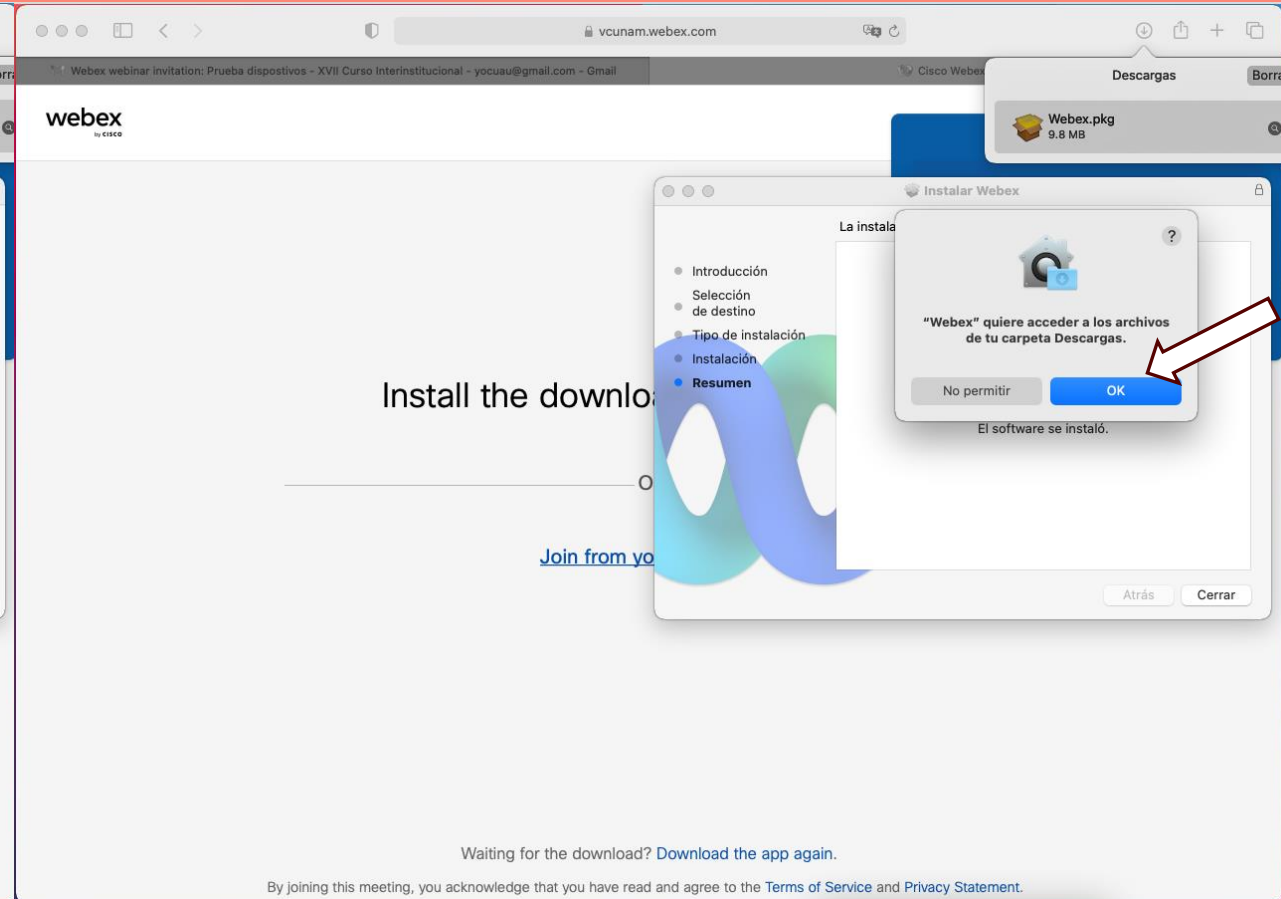 vcunam.webex.com
Webex webinar invitation: Prueba dispostivos - XVII Curso Interinstitucional - yocuau@gmail.com - Gmail
Cisco Webex
Descargas
Webex.pkg
9.8 MB
webex
by CISCO
Instalar Webex
La instala
Introducción
Selección
de destino
Tipo de instalación
Instalación
Resumen
?
"Webex" quiere acceder a los archivos
de tu carpeta Descargas.
No permitir
OK
El software se instaló.
Atrás
Cerrar
Install the downloa
O
Join from yo
Waiting for the download? Download the app again.
By joining this meeting, you acknowledge that you have read and agree to the Terms of Service and Privacy Statement.